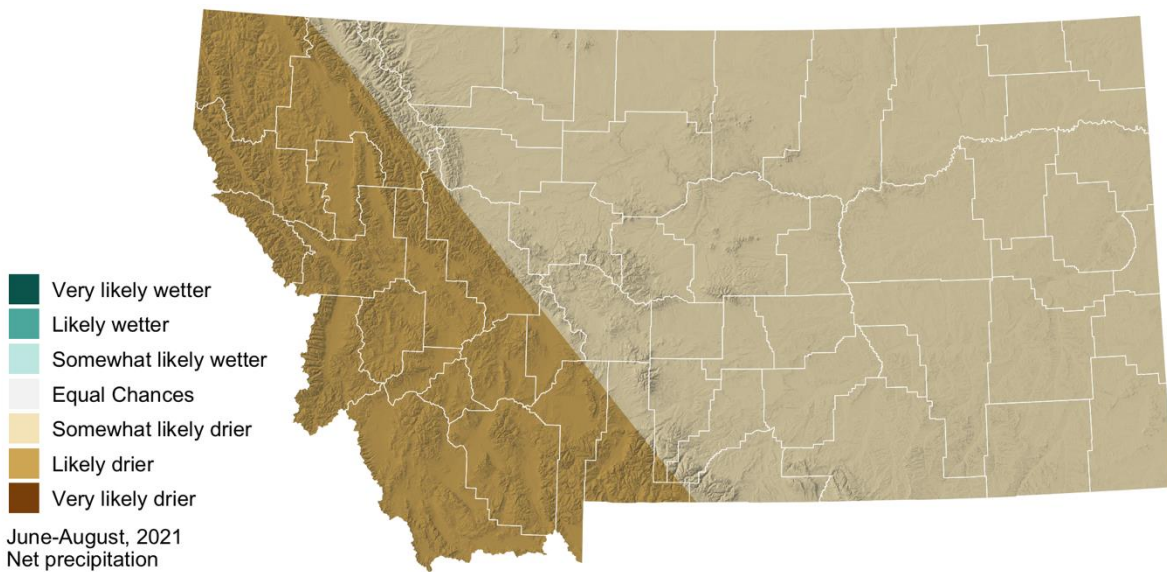 Very likely wetter
Likely wetter
Somewhat likely wetter
Equal Chances
Somewhat likely drier
Likely drier
Very likely drier
June-August, 2021
Net precipitation